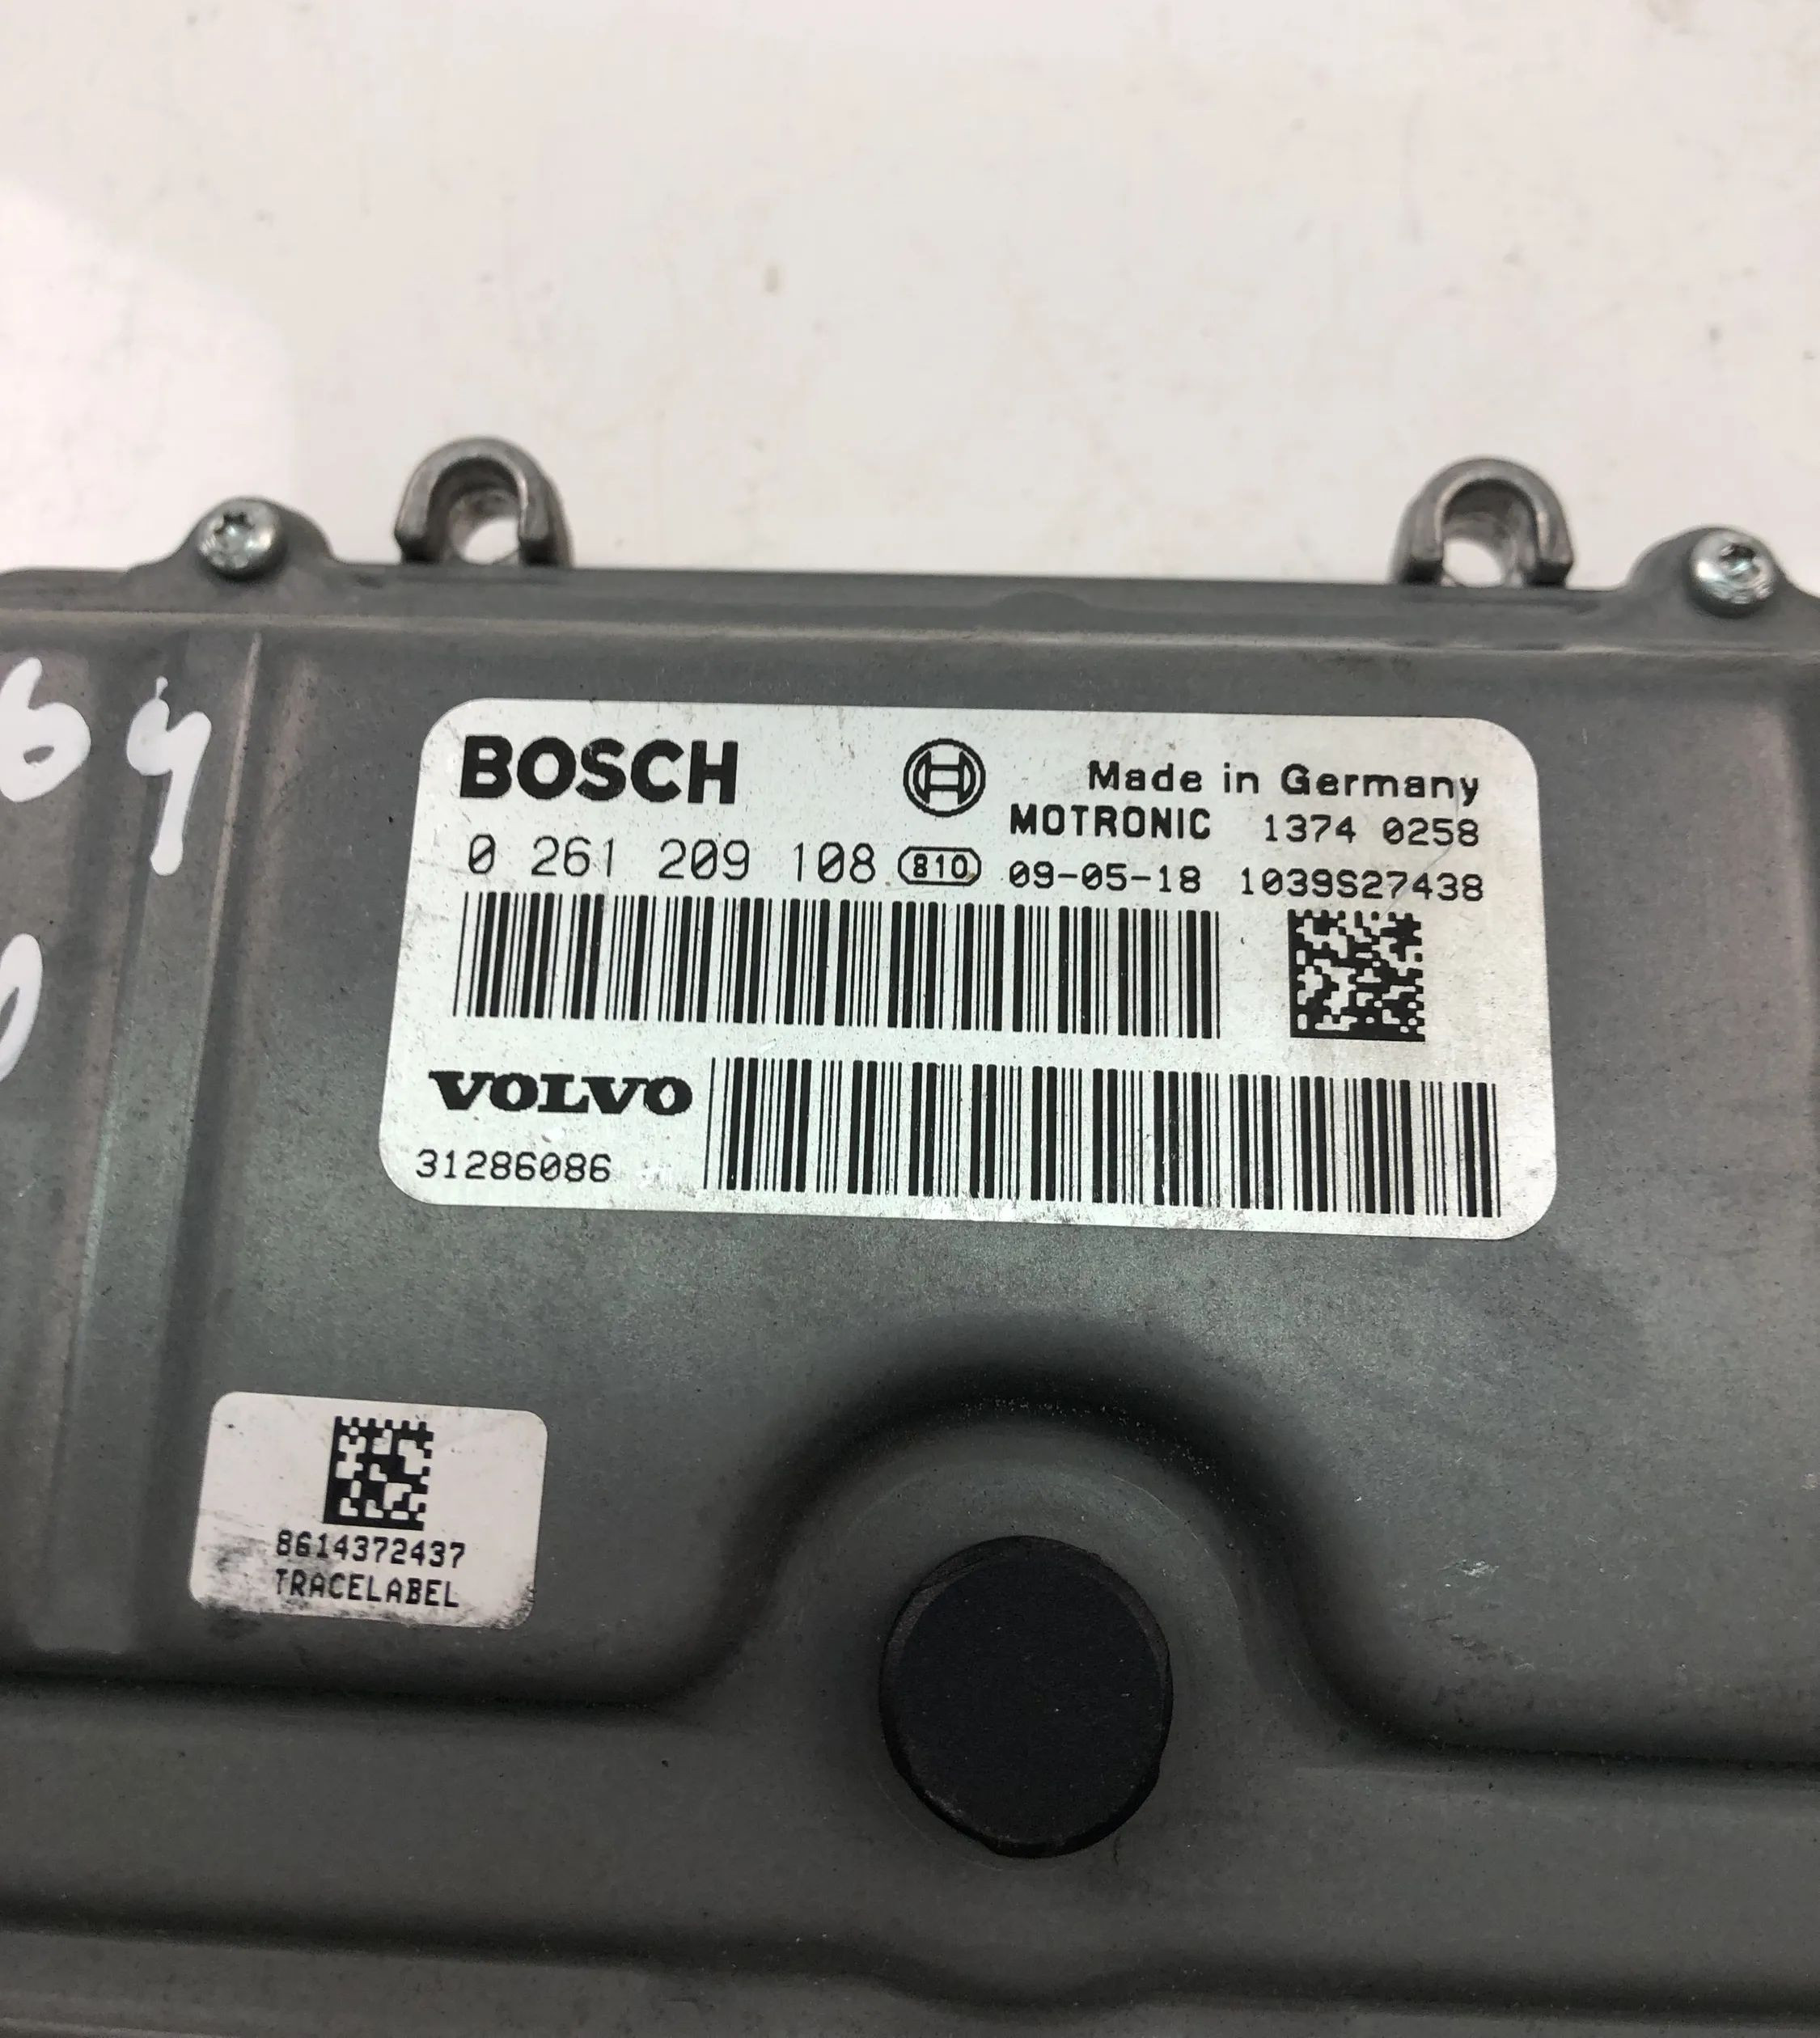 64
BOSCH
Made in Germany
MOTRONIC 1374 0258
0 261 209 108 810 09-05-18 1039S27438
VOLVO
31286086
8614372437
TRACELABEL